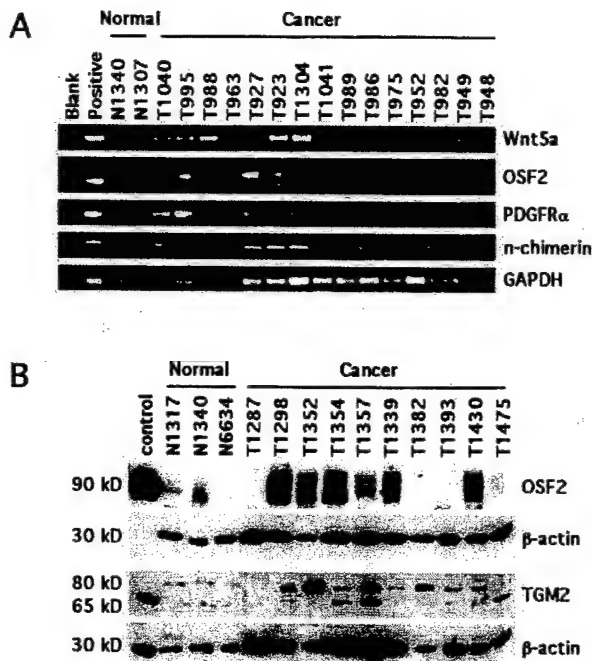 A
Normal Cancer
Blank Positive N1340 N1307 T1040 T995 T988 T963 T927 T923 T1304 T1041 T989 T986 T975 T952 T982 T949 T948
Wnt5a
OSF2
PDGFRα
n-chimerin
GAPDH
B
Normal Cancer
control N1317 N1340 N6634 T1287 T1298 T1352 T1354 T1357 T1339 T1382 T1393 T1430 T1475
90 kD OSF2
30 kD β-actin
80 kD TGM2
65 kD
30 kD β-actin